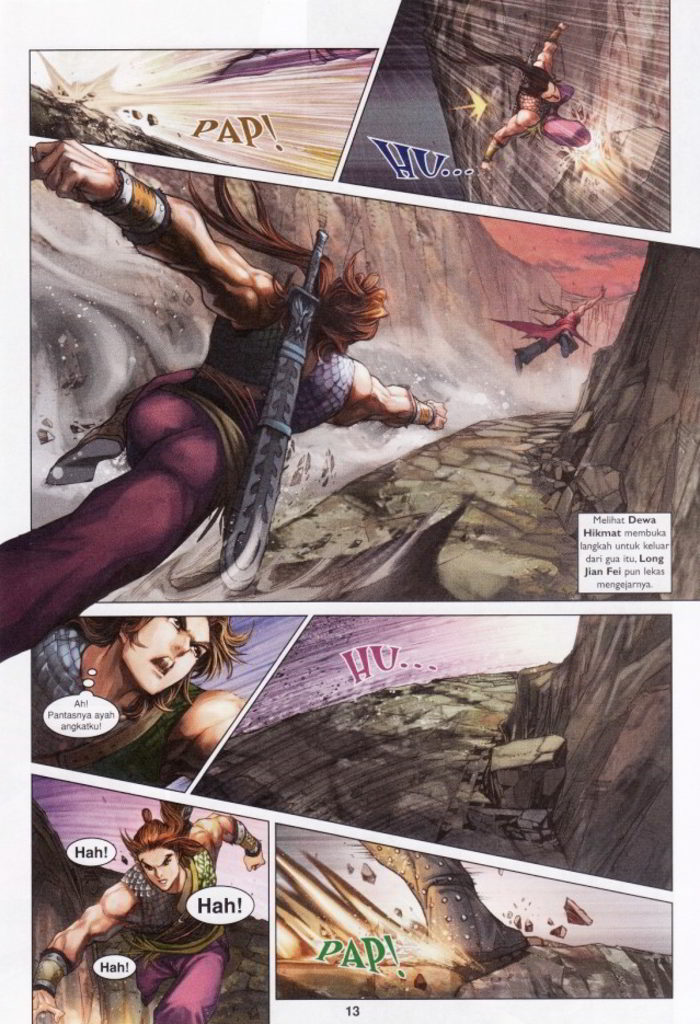 PAP!
HU...
Melihat Dewa
Hikmat membuka
langkah untuk keluar
dari gua itu, Long
Jian Fei pun lekas
mengejarnya.
Ah!
Pantasnya ayah
angkatku!
HU...
Hah!
Hah!
Hah!
PAP!
13